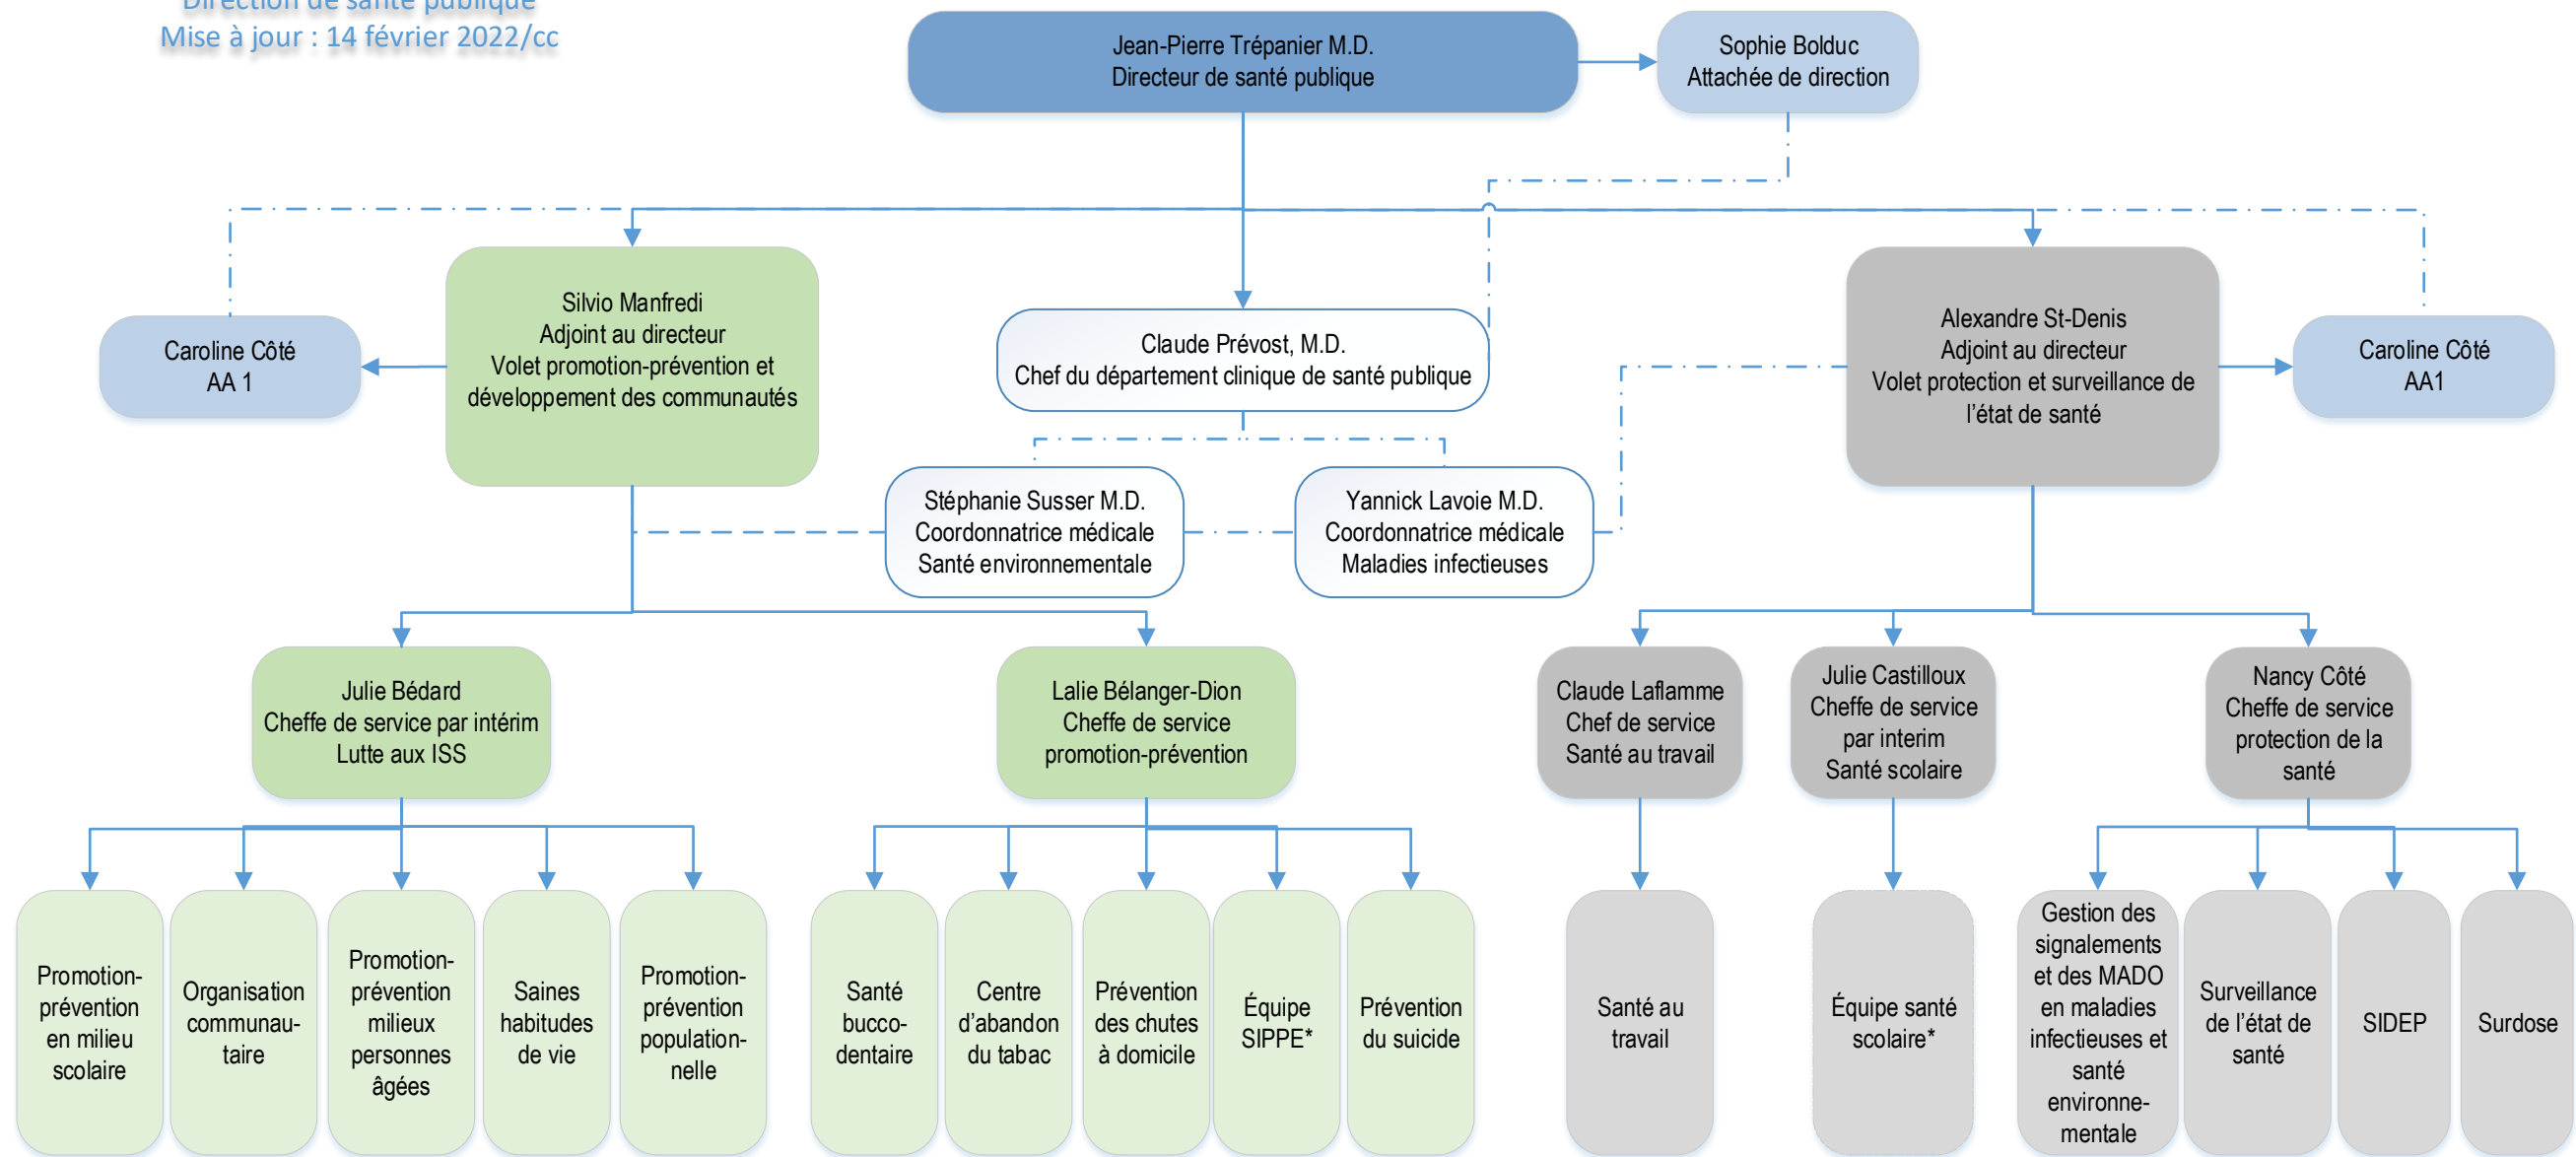 Direction de santé publique
Mise à jour : 14 février 2022/cc
Jean-Pierre Trépanier M.D.
Directeur de santé publique
Sophie Bolduc
Attachée de direction
Silvio Manfredi
Adjoint au directeur
Volet promotion-prévention et
développement des communautés
Caroline Côté
AA 1
Claude Prévost, M.D.
Chef du département clinique de santé publique
Alexandre St-Denis
Adjoint au directeur
Volet protection et surveillance de
l’état de santé
Caroline Côté
AA1
Stéphanie Susser M.D.
Coordonnatrice médicale
Santé environnementale
Yannick Lavoie M.D.
Coordonnatrice médicale
Maladies infectieuses
Julie Bédard
Cheffe de service par intérim
Lutte aux ISS
Lalie Bélanger-Dion
Cheffe de service
promotion-prévention
Claude Laflamme
Chef de service
Santé au travail
Julie Castilloux
Cheffe de service
par interim
Santé scolaire
Nancy Côté
Cheffe de service
protection de la
santé
Promotion-
prévention
en milieu
scolaire
Organisation
communau-
taire
Promotion-
prévention
milieux
personnes
âgées
Saines
habitudes
de vie
Promotion-
prévention
population-
nelle
Santé
bucco-
dentaire
Centre
d’abandon
du tabac
Prévention
des chutes
à domicile
Équipe
SIPPE*
Prévention
du suicide
Santé au
travail
Équipe santé
scolaire*
Gestion des
signalements
et des MADO
en maladies
infectieuses et
santé
environne-
mentale
Surveillance
de l’état de
santé
SIDEP
Surdose